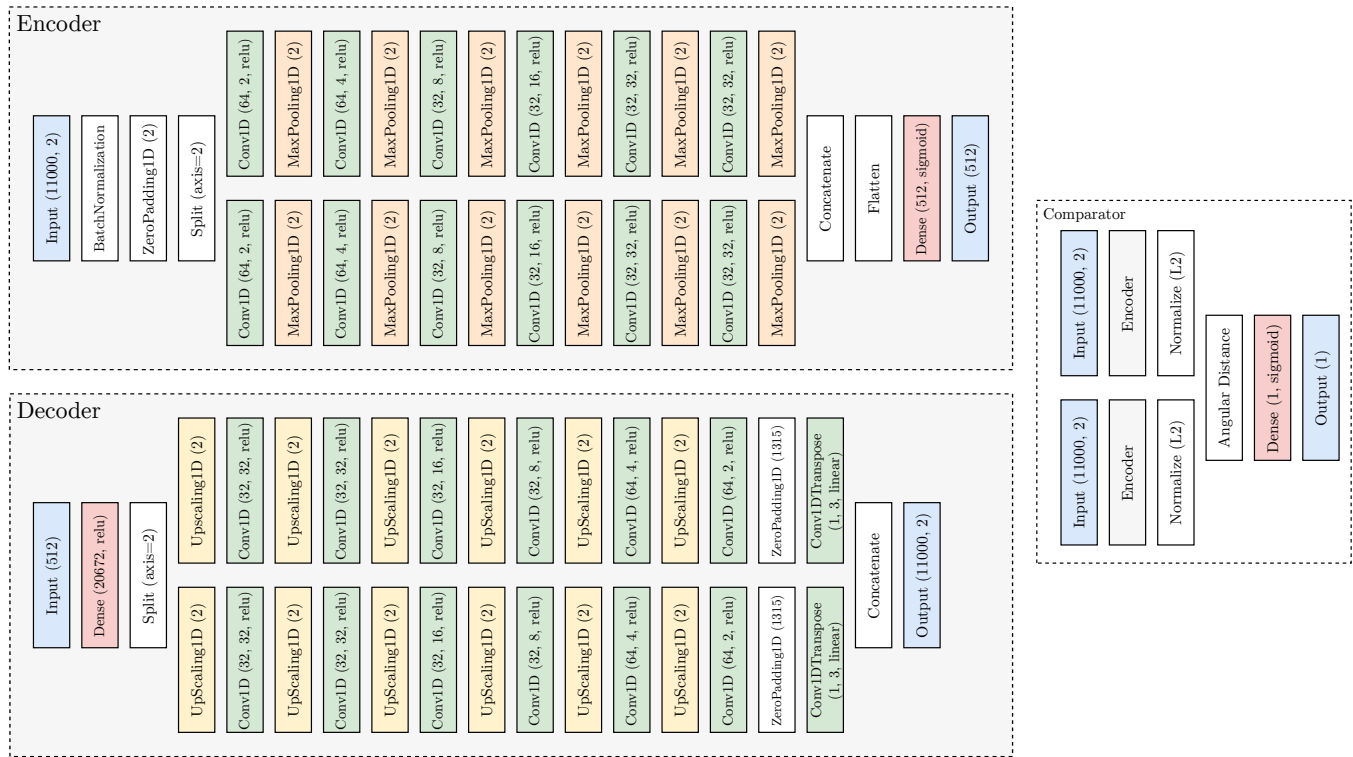 Encoder
Input (11000, 2)
BatchNormalization
ZeroPadding1D (2)
Split (axis=2)
Conv1D (64, 2, relu)
MaxPooling1D (2)
Conv1D (64, 4, relu)
MaxPooling1D (2)
Conv1D (32, 8, relu)
MaxPooling1D (2)
Conv1D (32, 16, relu)
MaxPooling1D (2)
Conv1D (32, 32, relu)
MaxPooling1D (2)
Conv1D (32, 32, relu)
MaxPooling1D (2)
Conv1D (64, 2, relu)
MaxPooling1D (2)
Conv1D (64, 4, relu)
MaxPooling1D (2)
Conv1D (32, 8, relu)
MaxPooling1D (2)
Conv1D (32, 16, relu)
MaxPooling1D (2)
Conv1D (32, 32, relu)
MaxPooling1D (2)
Conv1D (32, 32, relu)
MaxPooling1D (2)
Concatenate
Flatten
Dense (512, sigmoid)
Output (512)
Decoder
Input (512)
Dense (20672, relu)
Split (axis=2)
Upscaling1D (2)
Conv1D (32, 32, relu)
Upscaling1D (2)
Conv1D (32, 32, relu)
UpScaling1D (2)
Conv1D (32, 16, relu)
UpScaling1D (2)
Conv1D (32, 8, relu)
UpScaling1D (2)
Conv1D (64, 4, relu)
UpScaling1D (2)
Conv1D (64, 2, relu)
ZeroPadding1D (1315)
Conv1DTranspose
(1, 3, linear)
UpScaling1D (2)
Conv1D (32, 32, relu)
UpScaling1D (2)
Conv1D (32, 32, relu)
UpScaling1D (2)
Conv1D (32, 16, relu)
UpScaling1D (2)
Conv1D (32, 8, relu)
UpScaling1D (2)
Conv1D (64, 4, relu)
UpScaling1D (2)
Conv1D (64, 2, relu)
ZeroPadding1D (1315)
Conv1DTranspose
(1, 3, linear)
Concatenate
Output (11000, 2)
Comparator
Input (11000, 2)
Encoder
Normalize (L2)
Input (11000, 2)
Encoder
Normalize (L2)
Angular Distance
Dense (1, sigmoid)
Output (1)